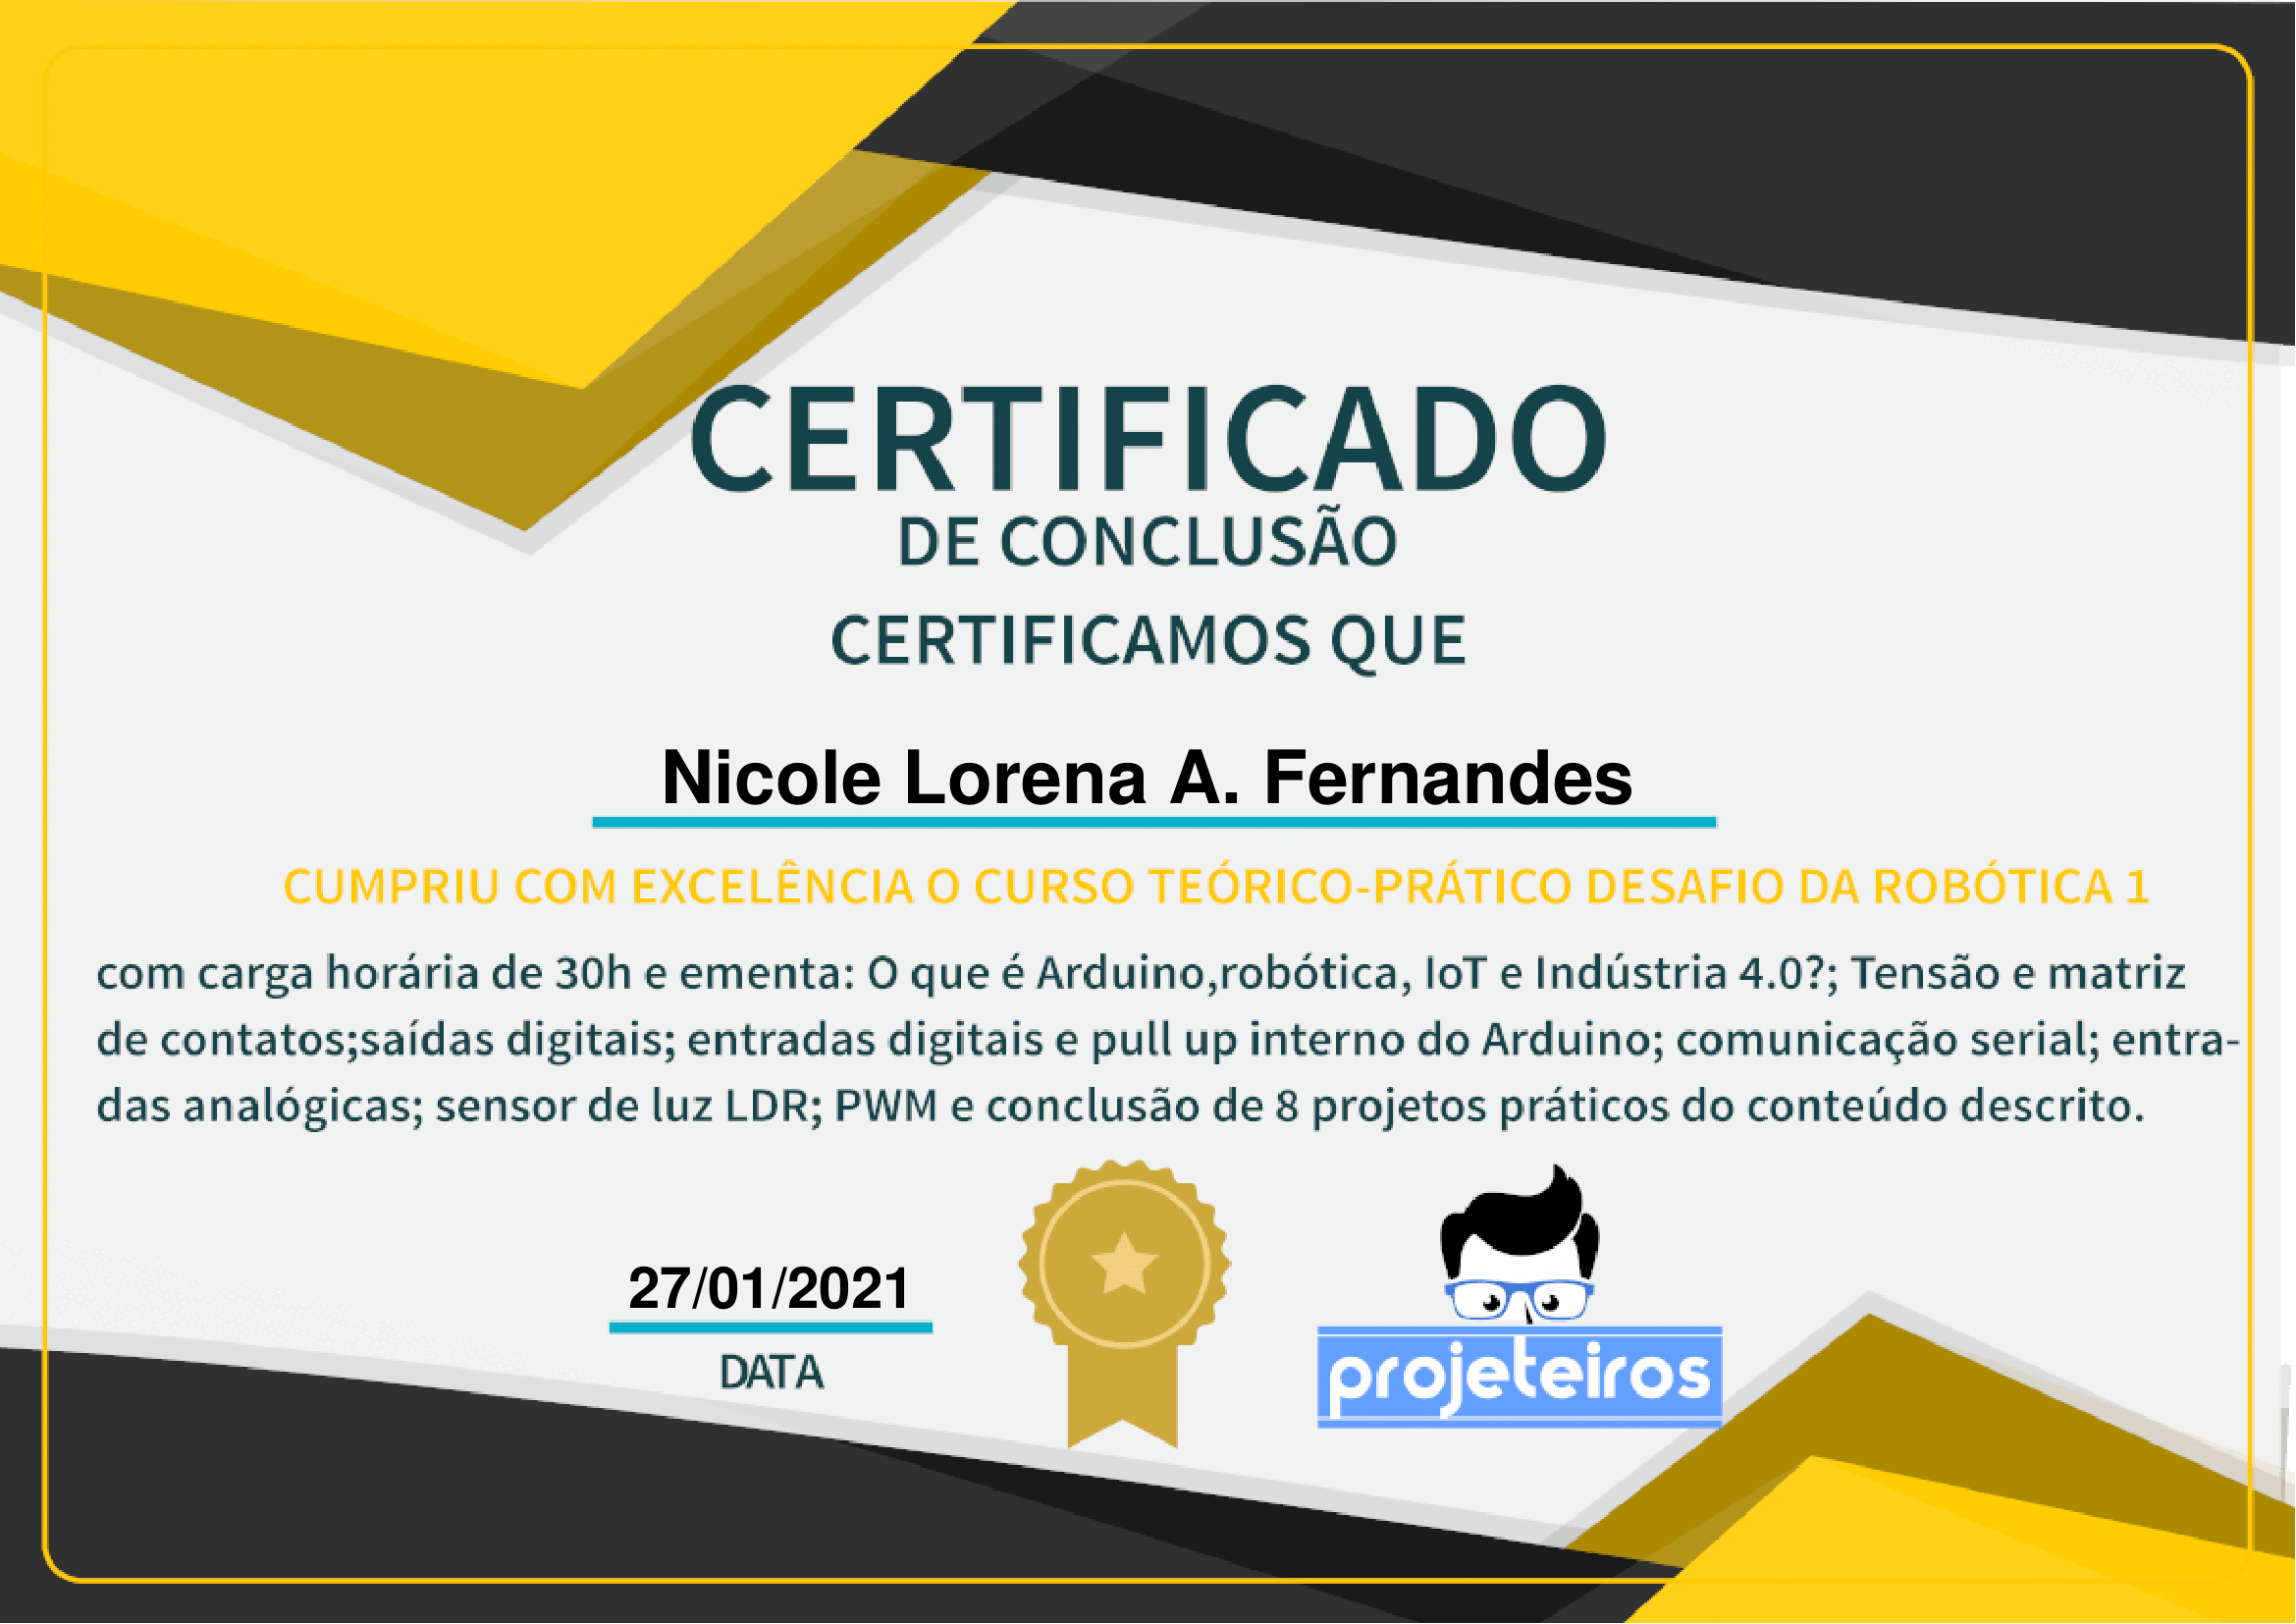 CERTIFICADO
DE CONCLUSÃO
CERTIFICAMOS QUE
Nicole Lorena A. Fernandes
CUMPRIU COM EXCELÊNCIA O CURSO TEÓRICO-PRÁTICO DESAFIO DA ROBÓTICA 1
com carga horária de 30h e ementa: O que é Arduino,robótica, IoT e Indústria 4.0?; Tensão e matriz
de contatos;saídas digitais; entradas digitais e pull up interno do Arduino; comunicação serial; entra-
das analógicas; sensor de luz LDR; PWM e conclusão de 8 projetos práticos do conteúdo descrito.
27/01/2021
DATA
projeteiros